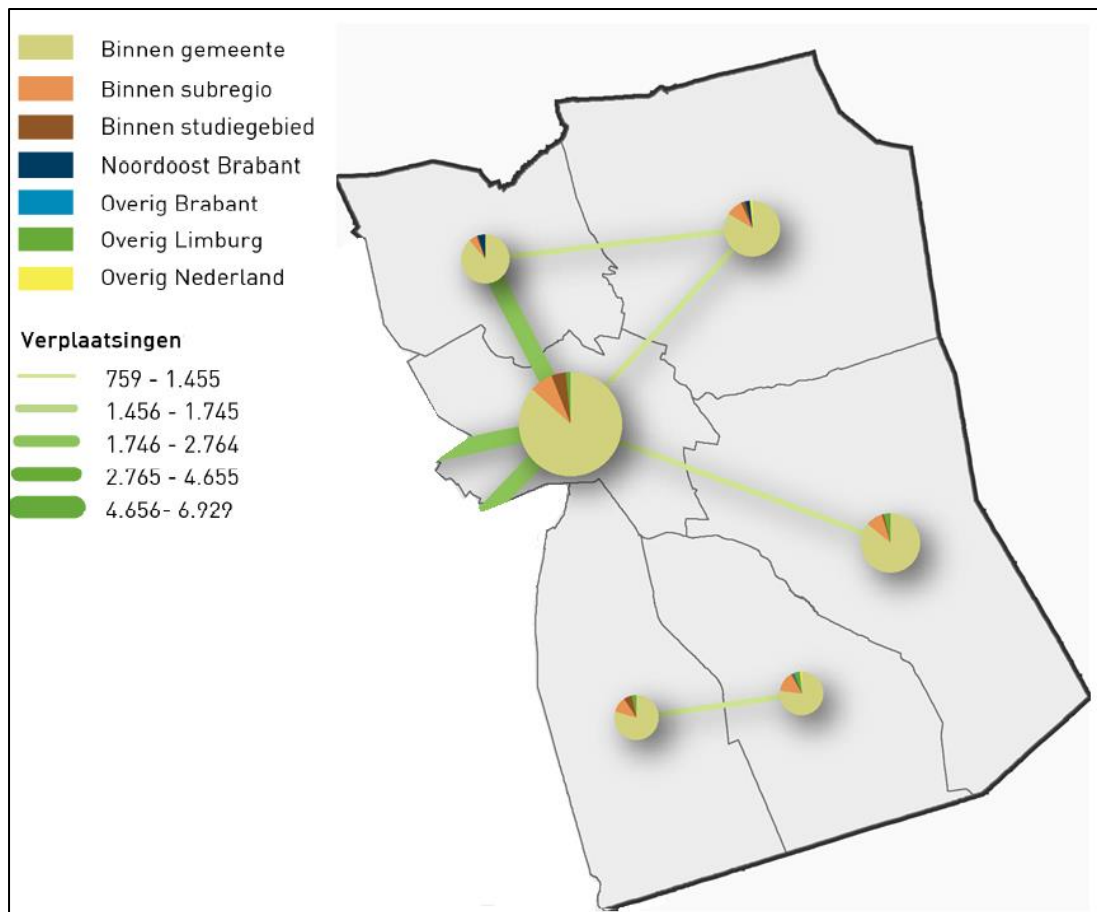 Binnen gemeente
Binnen subregio
Binnen studiegebied
Noordoost Brabant
Overig Brabant
Overig Limburg
Overig Nederland
Verplaatsingen
759 - 1.455
1.456 - 1.745
1.746 - 2.764
2.765 - 4.655
4.656- 6.929